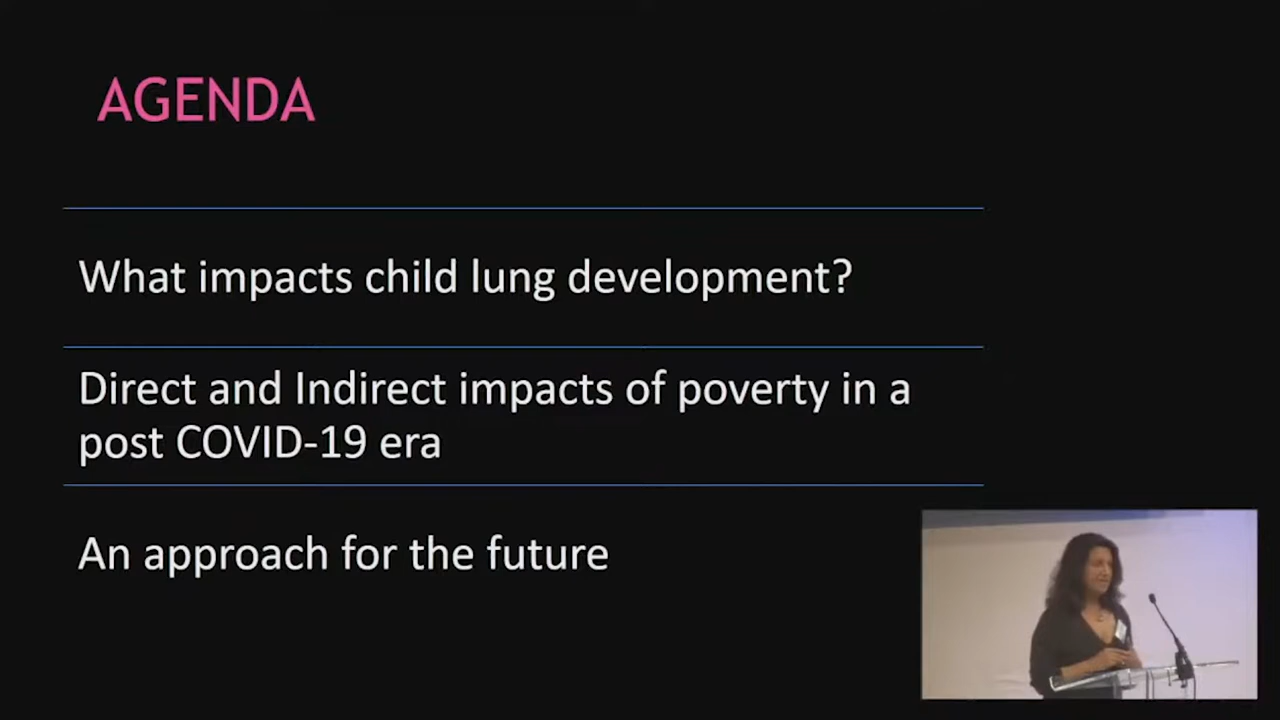 AGENDA
What impacts child lung development?
Direct and Indirect impacts of poverty in a
post COVID-19 era
An approach for the future